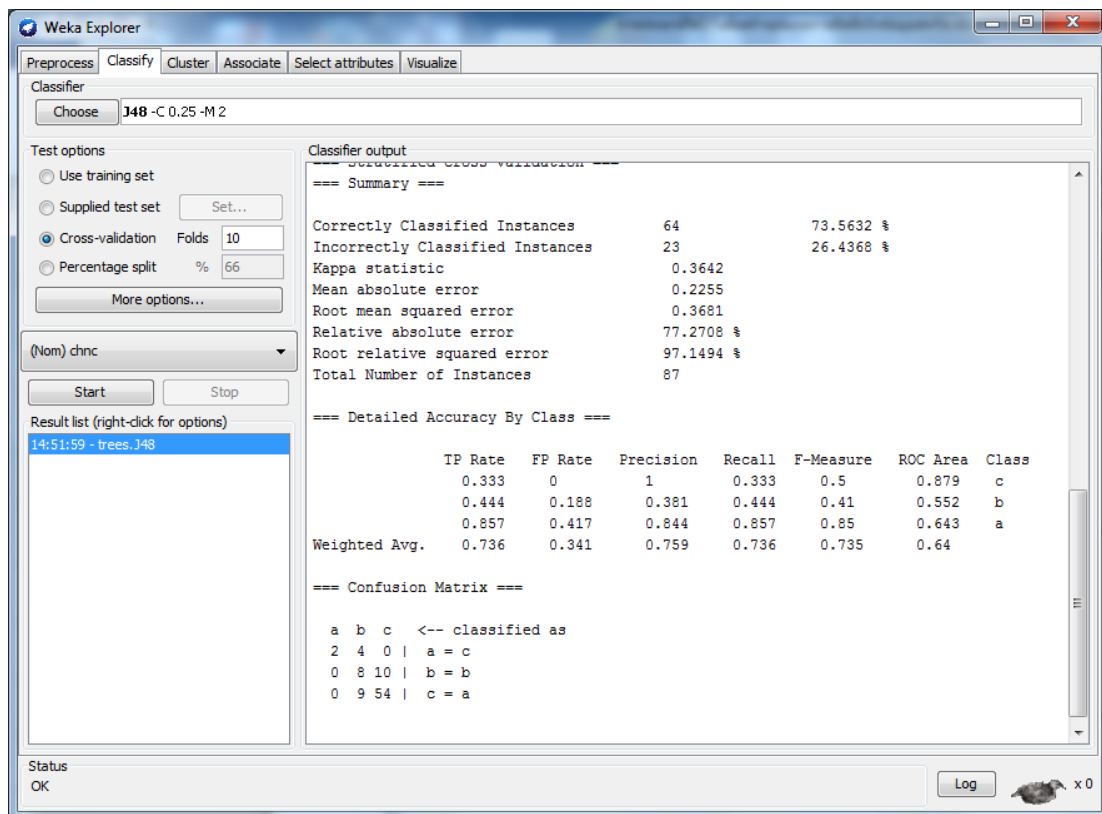 Weka Explorer
Preprocess Classify Cluster Associate Select attributes Visualize
Classifier
Choose J48 -C 0.25 -M 2
Test options
Use training set
Supplied test set Set...
Cross-validation Folds 10
Percentage split % 66
More options...
(Nom) chnc
Start Stop
Result list (right-click for options)
14:51:59 - trees.J48
Classifier output
=== Stratified cross-validation ===
=== Summary ===
Correctly Classified Instances 64 73.5632 %
Incorrectly Classified Instances 23 26.4368 %
Kappa statistic 0.3642
Mean absolute error 0.2255
Root mean squared error 0.3681
Relative absolute error 77.2708 %
Root relative squared error 97.1494 %
Total Number of Instances 87
=== Detailed Accuracy By Class ===
TP Rate FP Rate Precision Recall F-Measure ROC Area Class
0.333 0 1 0.333 0.5 0.879 c
0.444 0.188 0.381 0.444 0.41 0.552 b
0.857 0.417 0.844 0.857 0.85 0.643 a
Weighted Avg. 0.736 0.341 0.759 0.736 0.735 0.64
=== Confusion Matrix ===
a b c <-- classified as
2 4 0 | a = c
0 8 10 | b = b
0 9 54 | c = a
Status
OK
Log x 0